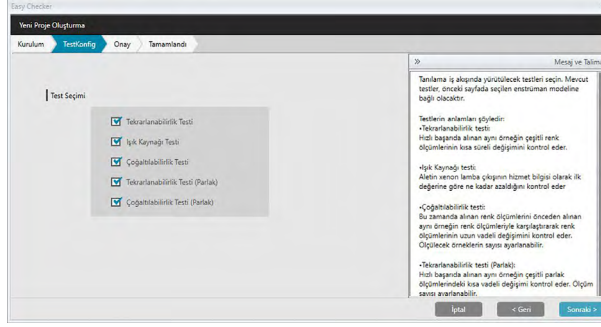 Easy Checker
Yeni Proje Oluşturma
Kurulum
TestKonfig
Onay
Tamamlandı
»
Mesaj ve Talima
Test Seçimi
Tekrarlanabilirlik Testi
Işık Kaynağı Testi
Çoğaltılabilirlik Testi
Tekrarlanabilirlik Testi (Parlak)
Çoğaltılabilirlik Testi (Parlak)
Tanılama iş akışında yürütülecek testleri seçin. Mevcut
testler, önceki sayfada seçilen enstrüman modeline
bağlı olacaktır.
Testlerin anlamları şöyledir:
•Tekrarlanabilirlik testi:
Hızlı başarıda alınan aynı örneğin çeşitli renk
ölçümlerinin kısa süreli değişimini kontrol eder.
•Işık Kaynağı testi:
Aletin xenon lamba çıkışının hizmet bilgisi olarak ilk
değerine göre ne kadar azaldığını kontrol eder
•Çoğaltılabilirlik testi:
Bu zamanda alınan renk ölçümlerini önceden alınan
aynı örneğin renk ölçümleriyle karşılaştırarak renk
ölçümlerinin uzun vadeli değişimini kontrol eder.
Ölçülecek örneklerin sayısı ayarlanabilir.
•Tekrarlanabilirlik testi (Parlak):
Hızlı başarıda alınan aynı örneğin çeşitli parlak
ölçümlerindeki kısa vadeli değişimi kontrol eder. Ölçüm
sayısı ayarlanabilir.
İptal
< Geri
Sonraki >